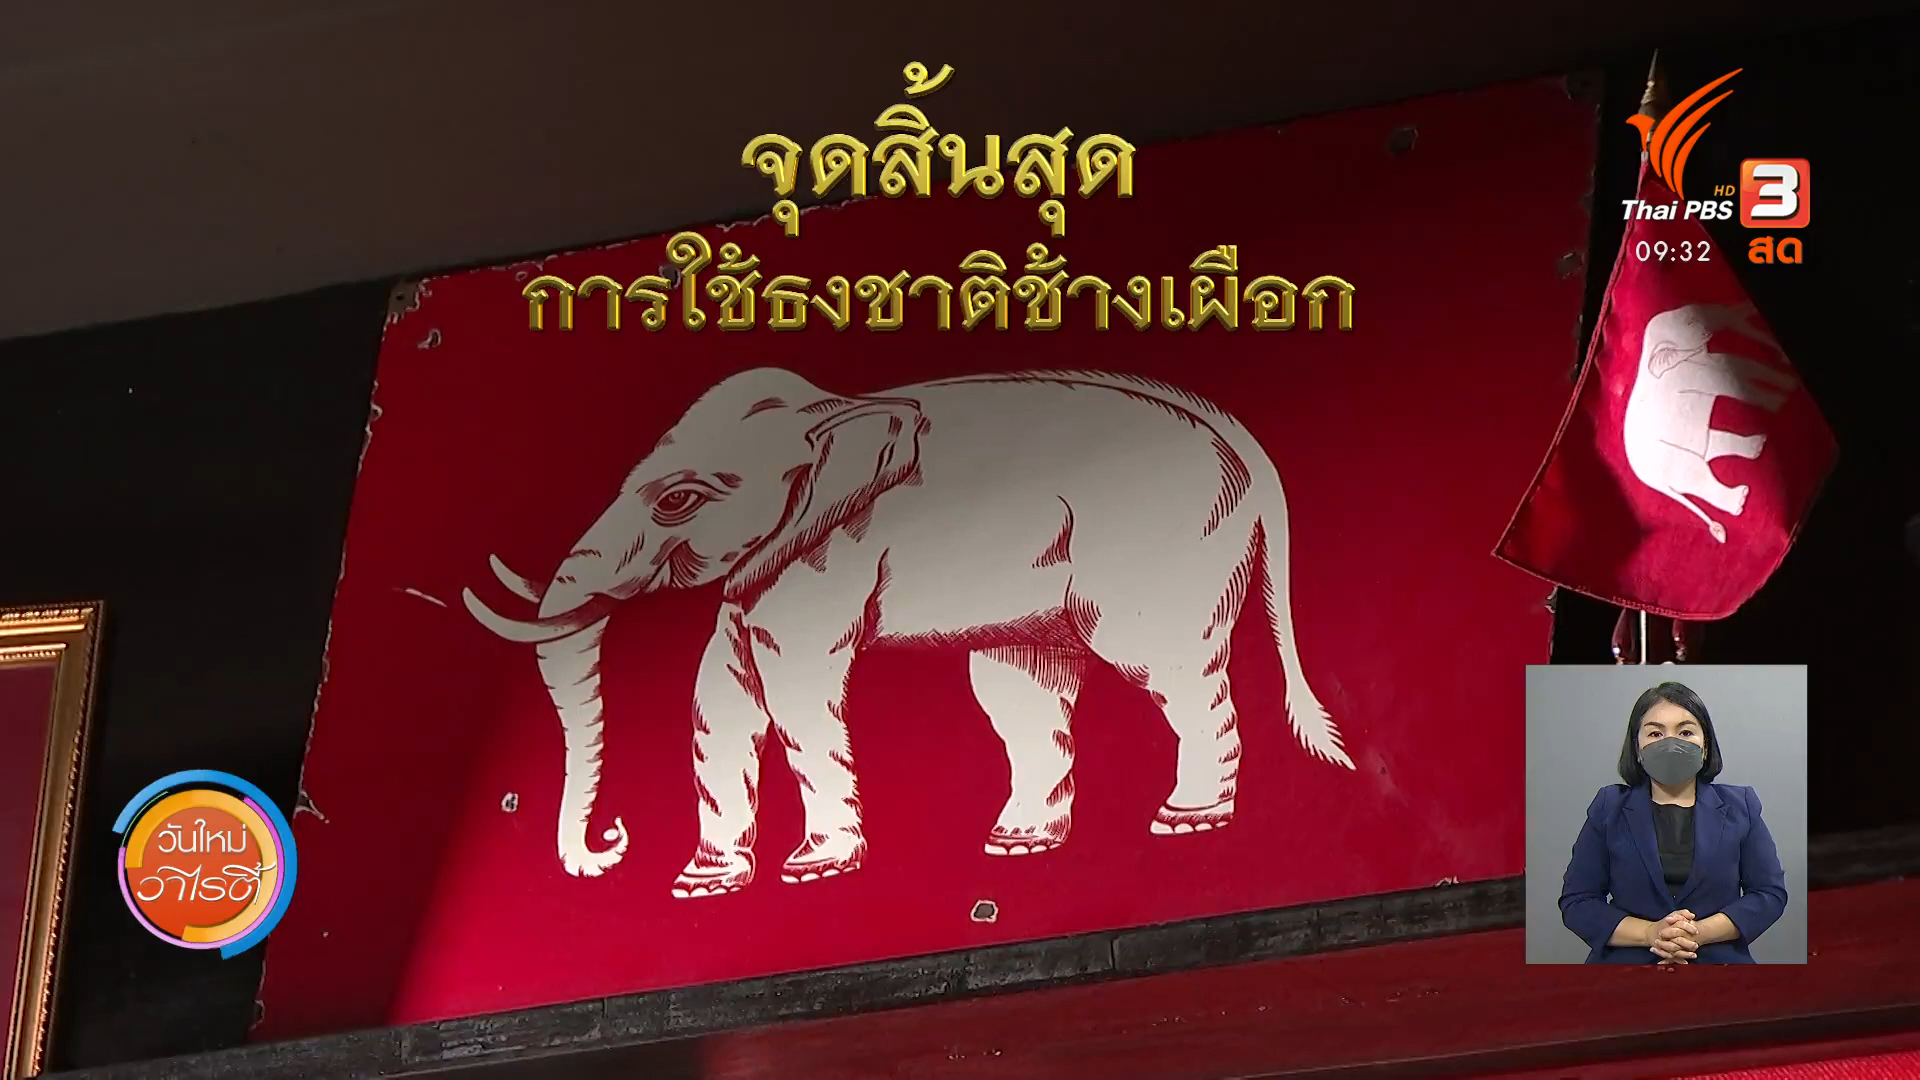 จุดสิ้นสุด
การใช้ธงชาติช้างเผือก
HD
Thai PBS 3
09:32 สด
วันใหม่
วาไรตี้